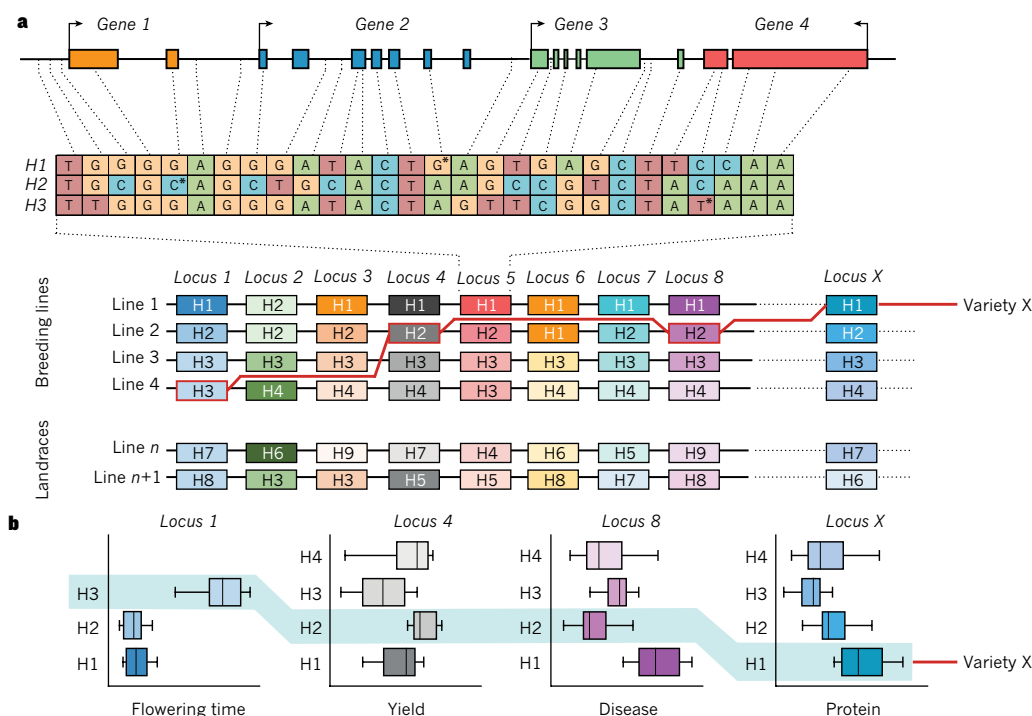 a
Gene 1 Gene 2 Gene 3 Gene 4
H1 T G G G G A G G G A T A C T G* A G T G A G C T T C C A A
H2 T G C G C* A G C T G C A C T A A G C C G T C T A C A A A
H3 T T G G G A G G G A T A C T A G T T C G G C T A T* A A A
Locus 1 Locus 2 Locus 3 Locus 4 Locus 5 Locus 6 Locus 7 Locus 8 Locus X
Breeding lines
Line 1 H1 H2 H1 H1 H1 H1 H1 H1 H1 Variety X
Line 2 H2 H2 H2 H2 H2 H1 H2 H2 H2
Line 3 H3 H3 H3 H3 H3 H3 H3 H3 H3
Line 4 H3 H4 H4 H4 H3 H4 H4 H4 H4
Landraces
Line n H7 H6 H9 H7 H4 H6 H5 H9 H7
Line n+1 H8 H3 H3 H5 H5 H8 H7 H8 H6
b
Locus 1 Locus 4 Locus 8 Locus X
H4 H4 H4
H3 H3 H3 H3
H2 H2 H2 H2
H1 H1 H1 H1 Variety X
Flowering time Yield Disease Protein